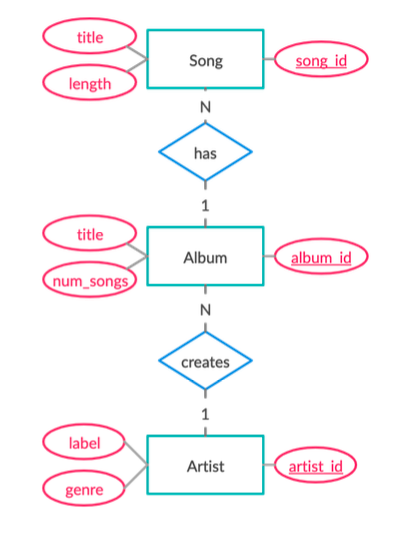 title
Song
song_id
length
N
has
1
title
Album
album_id
num_songs
N
creates
1
label
Artist
artist_id
genre